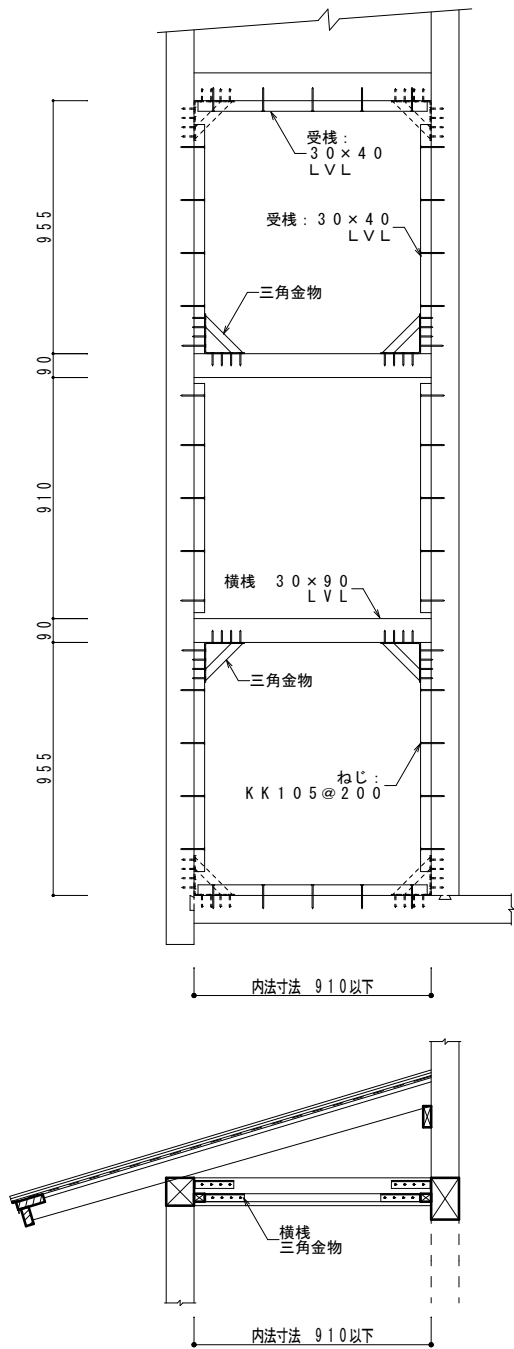 受桟：
30×40
LVL
955
受桟：30×40
LVL
三角金物
90
910
横桟 30×90
LVL
90
三角金物
955
ねじ：
KK105@200
内法寸法 910以下
横桟
三角金物
内法寸法 910以下